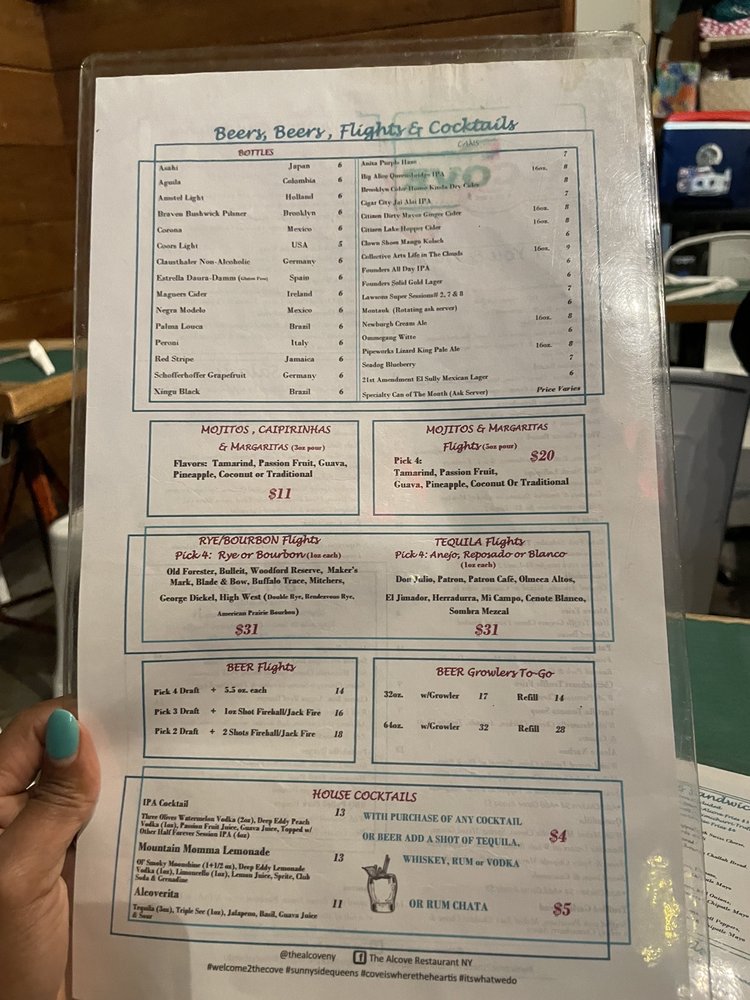 Beers, Beers , Flights & Cocktails
BOTTLES
Asahi Japan 6
Aguila Colombia 6
Amstel Light Holland 6
Braven Bushwick Pilsner Brooklyn 6
Corona Mexico 6
Coors Light USA 5
Clausthaler Non-Alcoholic Germany 6
Estrella Daura-Damm (Gluten Free) Spain 6
Magners Cider Ireland 6
Negra Modelo Mexico 6
Palma Louca Brazil 6
Peroni Italy 6
Red Stripe Jamaica 6
Schofferhoffer Grapefruit Germany 6
Xingu Black Brazil 6
CANS
Anita Purple Haze 7
Big Alice Queensbridge IPA 16oz. 8
Brooklyn Cider House Kinda Dry Cider 8
Cigar City Jai Alai IPA 7
Citizen Dirty Mayor Ginger Cider 16oz. 8
Citizen Lake Hopper Cider 16oz. 8
Clown Shoes Mango Kolsch 6
Collective Arts Life in The Clouds 16oz. 9
Founders All Day IPA 6
Founders Solid Gold Lager 6
Lawsons Super Sessions# 2, 7 & 8 7
Montauk (Rotating ask server) 6
Newburgh Cream Ale 16oz. 8
Ommegang Witte 6
Pipeworks Lizard King Pale Ale 16oz. 8
Seadog Blueberry 7
21st Amendment El Sully Mexican Lager 6
Specialty Can of The Month (Ask Server) Price Varies
MOJITOS , CAIPIRINHAS
& MARGARITAS (3oz pour)
Flavors: Tamarind, Passion Fruit, Guava,
Pineapple, Coconut or Traditional
$11
MOJITOS & MARGARITAS
Flights (5oz pour)
Pick 4: $20
Tamarind, Passion Fruit,
Guava, Pineapple, Coconut Or Traditional
RYE/BOURBON Flights
Pick 4: Rye or Bourbon (1oz each)
Old Forester, Bulleit, Woodford Reserve, Maker's
Mark, Blade & Bow, Buffalo Trace, Mitchers,
George Dickel, High West (Double Rye, Rendezvous Rye,
American Prairie Bourbon)
$31
TEQUILA Flights
Pick 4: Anejo, Reposado or Blanco
(1oz each)
Don Julio, Patron, Patron Café, Olmeca Altos,
El Jimador, Herradurra, Mi Campo, Cenote Blanco,
Sombra Mezcal
$31
BEER Flights
Pick 4 Draft + 5.5 oz. each 14
Pick 3 Draft + 1oz Shot Fireball/Jack Fire 16
Pick 2 Draft + 2 Shots Fireball/Jack Fire 18
BEER Growlers To-Go
32oz. w/Growler 17 Refill 14
64oz. w/Growler 32 Refill 28
HOUSE COCKTAILS
IPA Cocktail 13
Three Olives Watermelon Vodka (2oz), Deep Eddy Peach
Vodka (1oz), Passion Fruit Juice, Guava Juice, Topped w/
Other Half Forever Session IPA (4oz)
Mountain Momma Lemonade 13
Ol' Smoky Moonshine (1+1/2 oz), Deep Eddy Lemonade
Vodka (1oz), Limoncello (1oz), Lemon Juice, Sprite, Club
Soda & Grenadine
Alcoverita 11
Tequila (3oz), Triple Sec (1oz), Jalapeno, Basil, Guava Juice
& Sour
WITH PURCHASE OF ANY COCKTAIL
OR BEER ADD A SHOT OF TEQUILA, $4
WHISKEY, RUM or VODKA
OR RUM CHATA $5
@thealcoveny f The Alcove Restaurant NY
#welcome2thecove #sunnysidequeens #coveiswheretheheartis #itswhatwedo